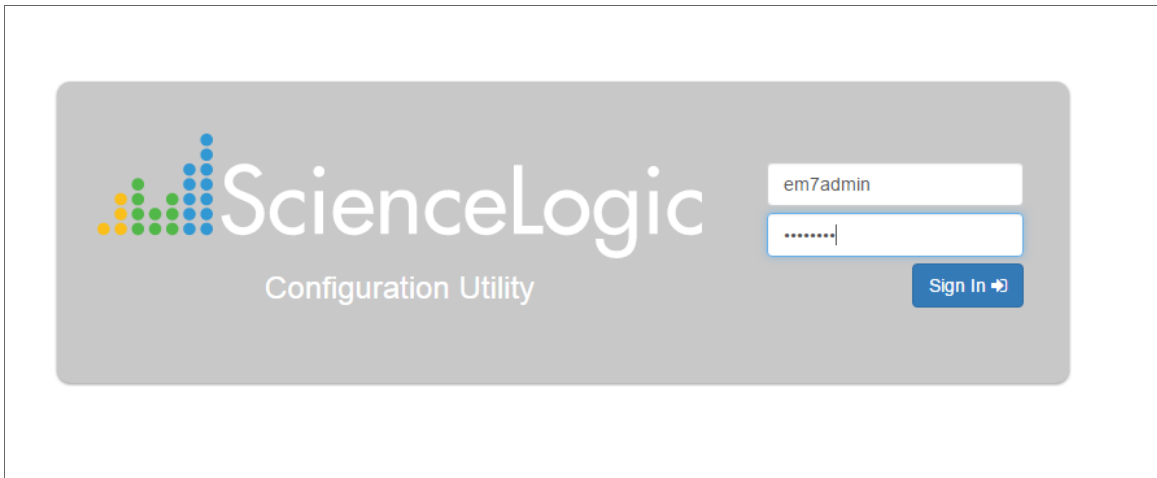 ScienceLogic
Configuration Utility
em7admin
••••••••
Sign In